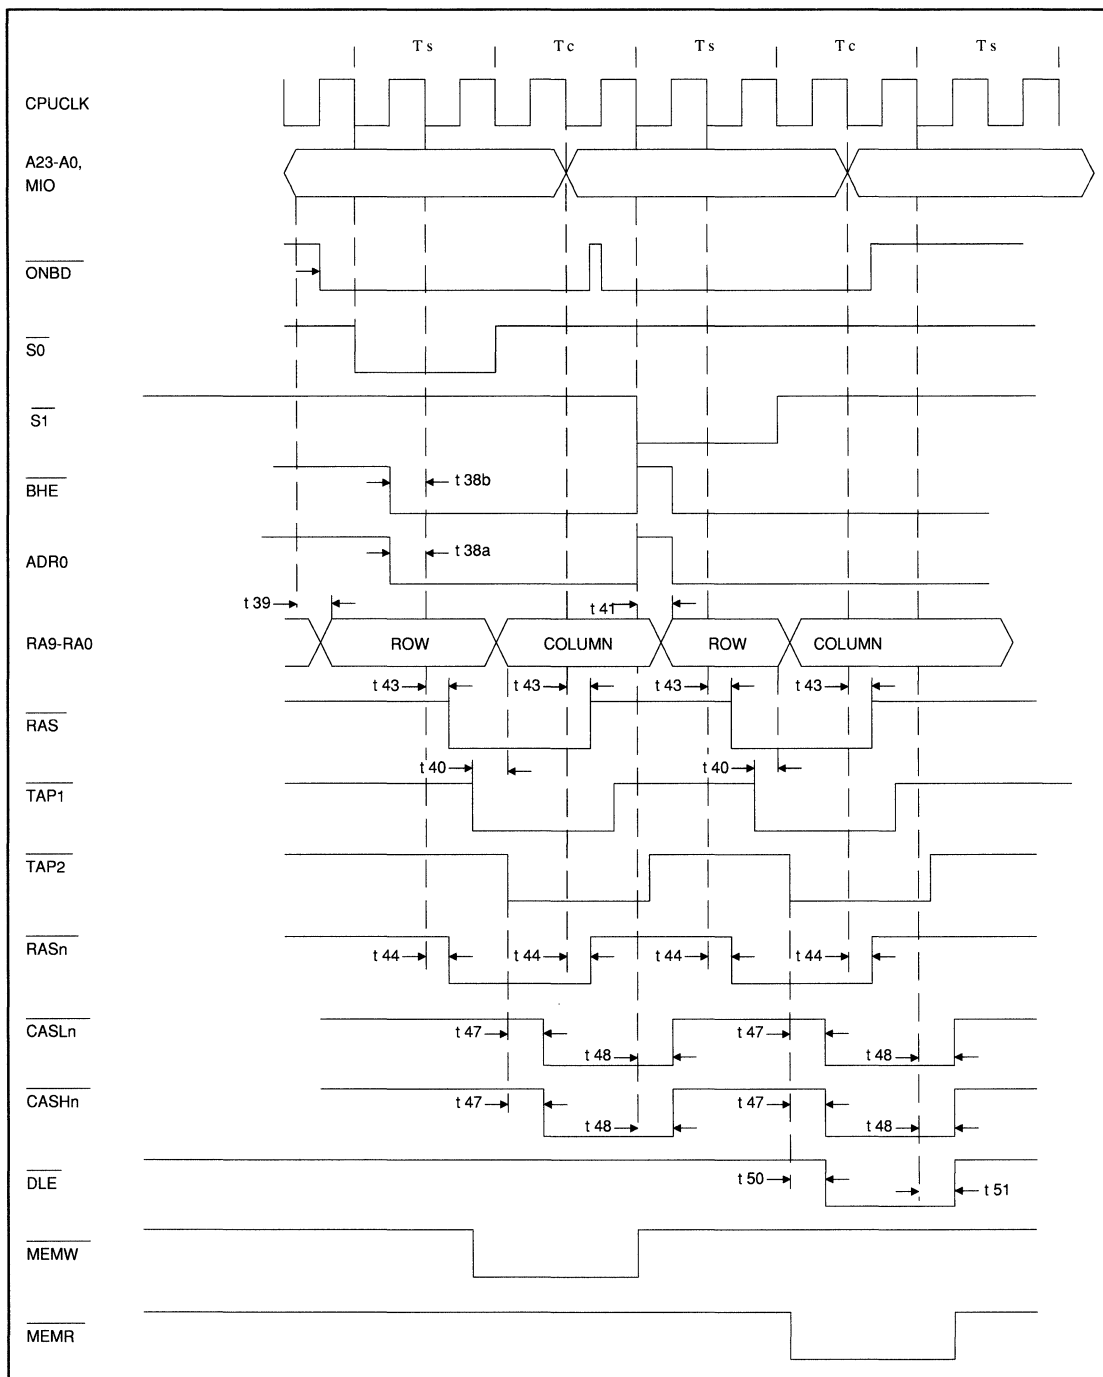 Ts Tc Ts Tc Ts
CPUCLK
A23-A0,
MIO
ONBD
S0
S1
BHE
t 38b
ADR0
t 38a
t 39
t 41
RA9-RA0 ROW COLUMN ROW COLUMN
t 43 t 43 t 43 t 43
RAS
t 40 t 40
TAP1
TAP2
RASn
t 44 t 44 t 44 t 44
CASLn
t 47 t 47
t 48 t 48
CASHn
t 47 t 47
t 48 t 48
DLE
t 50 t 51
MEMW
MEMR